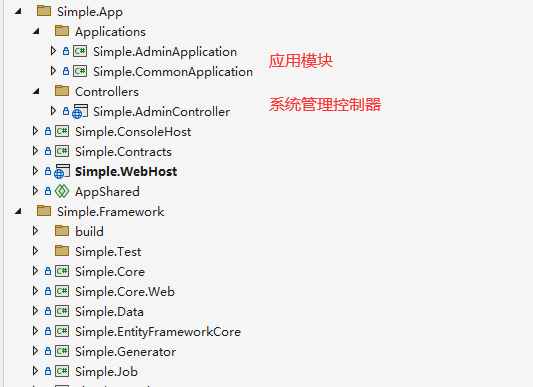 Simple.App
Applications
Simple.AdminApplication
Simple.CommonApplication
应用模块
Controllers
Simple.AdminController
系统管理控制器
Simple.ConsoleHost
Simple.Contracts
Simple.WebHost
AppShared
Simple.Framework
build
Simple.Test
Simple.Core
Simple.Core.Web
Simple.Data
Simple.EntityFrameworkCore
Simple.Generator
Simple.Job